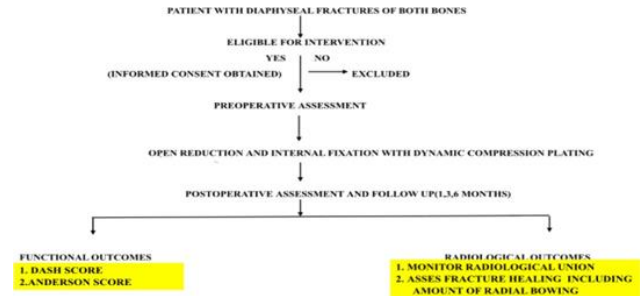 PATIENT WITH DIAPHYSEAL FRACTURES OF BOTH BONES
ELIGIBLE FOR INTERVENTION
YES NO
(INFORMED CONSENT OBTAINED) EXCLUDED
PREOPERATIVE ASSESSMENT
OPEN REDUCTION AND INTERNAL FIXATION WITH DYNAMIC COMPRESSION PLATING
POSTOPERATIVE ASSESSMENT AND FOLLOW UP(1,3,6 MONTHS)
FUNCTIONAL OUTCOMES
1. DASH SCORE
2.ANDERSON SCORE
RADIOLOGICAL OUTCOMES
1. MONITOR RADIOLOGICAL UNION
2. ASSES FRACTURE HEALING INCLUDING
AMOUNT OF RADIAL BOWING